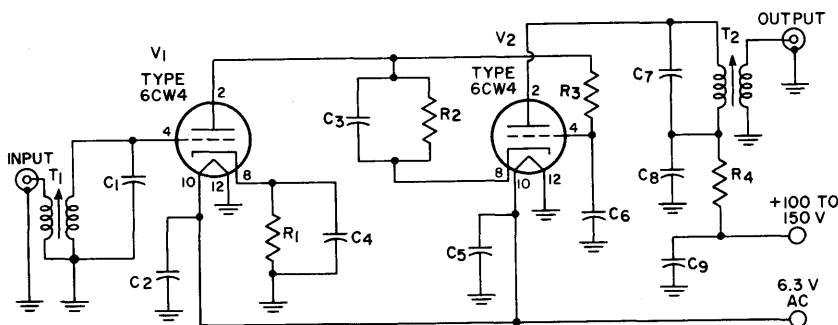 OUTPUT
V1
TYPE
6CW4
V2
TYPE
6CW4
T2
C7
R3
2
2
C3
R2
4
4
INPUT
T1
C1
10
12
8
8
10
12
C8
R4
C6
+100 TO
150 V
R1
C4
C2
C5
C9
6.3 V
AC